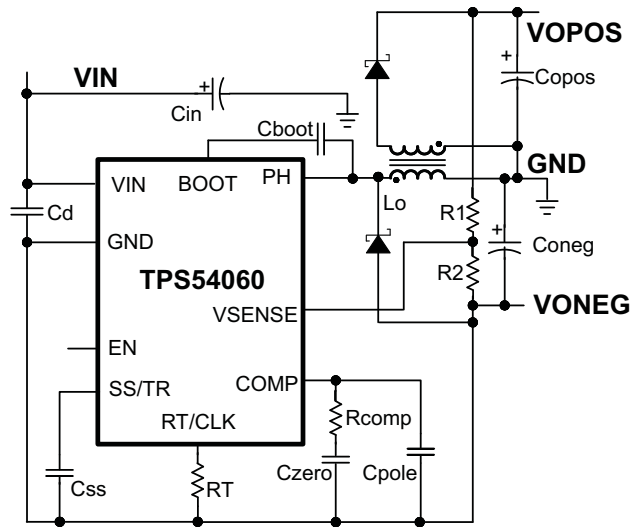 VOPOS
VIN
Copos
Cin
Cboot
GND
VIN
BOOT
PH
Lo
R1
Cd
GND
Coneg
TPS54060
R2
VSENSE
VONEG
EN
SS/TR
COMP
RT/CLK
Rcomp
Css
RT
Czero
Cpole